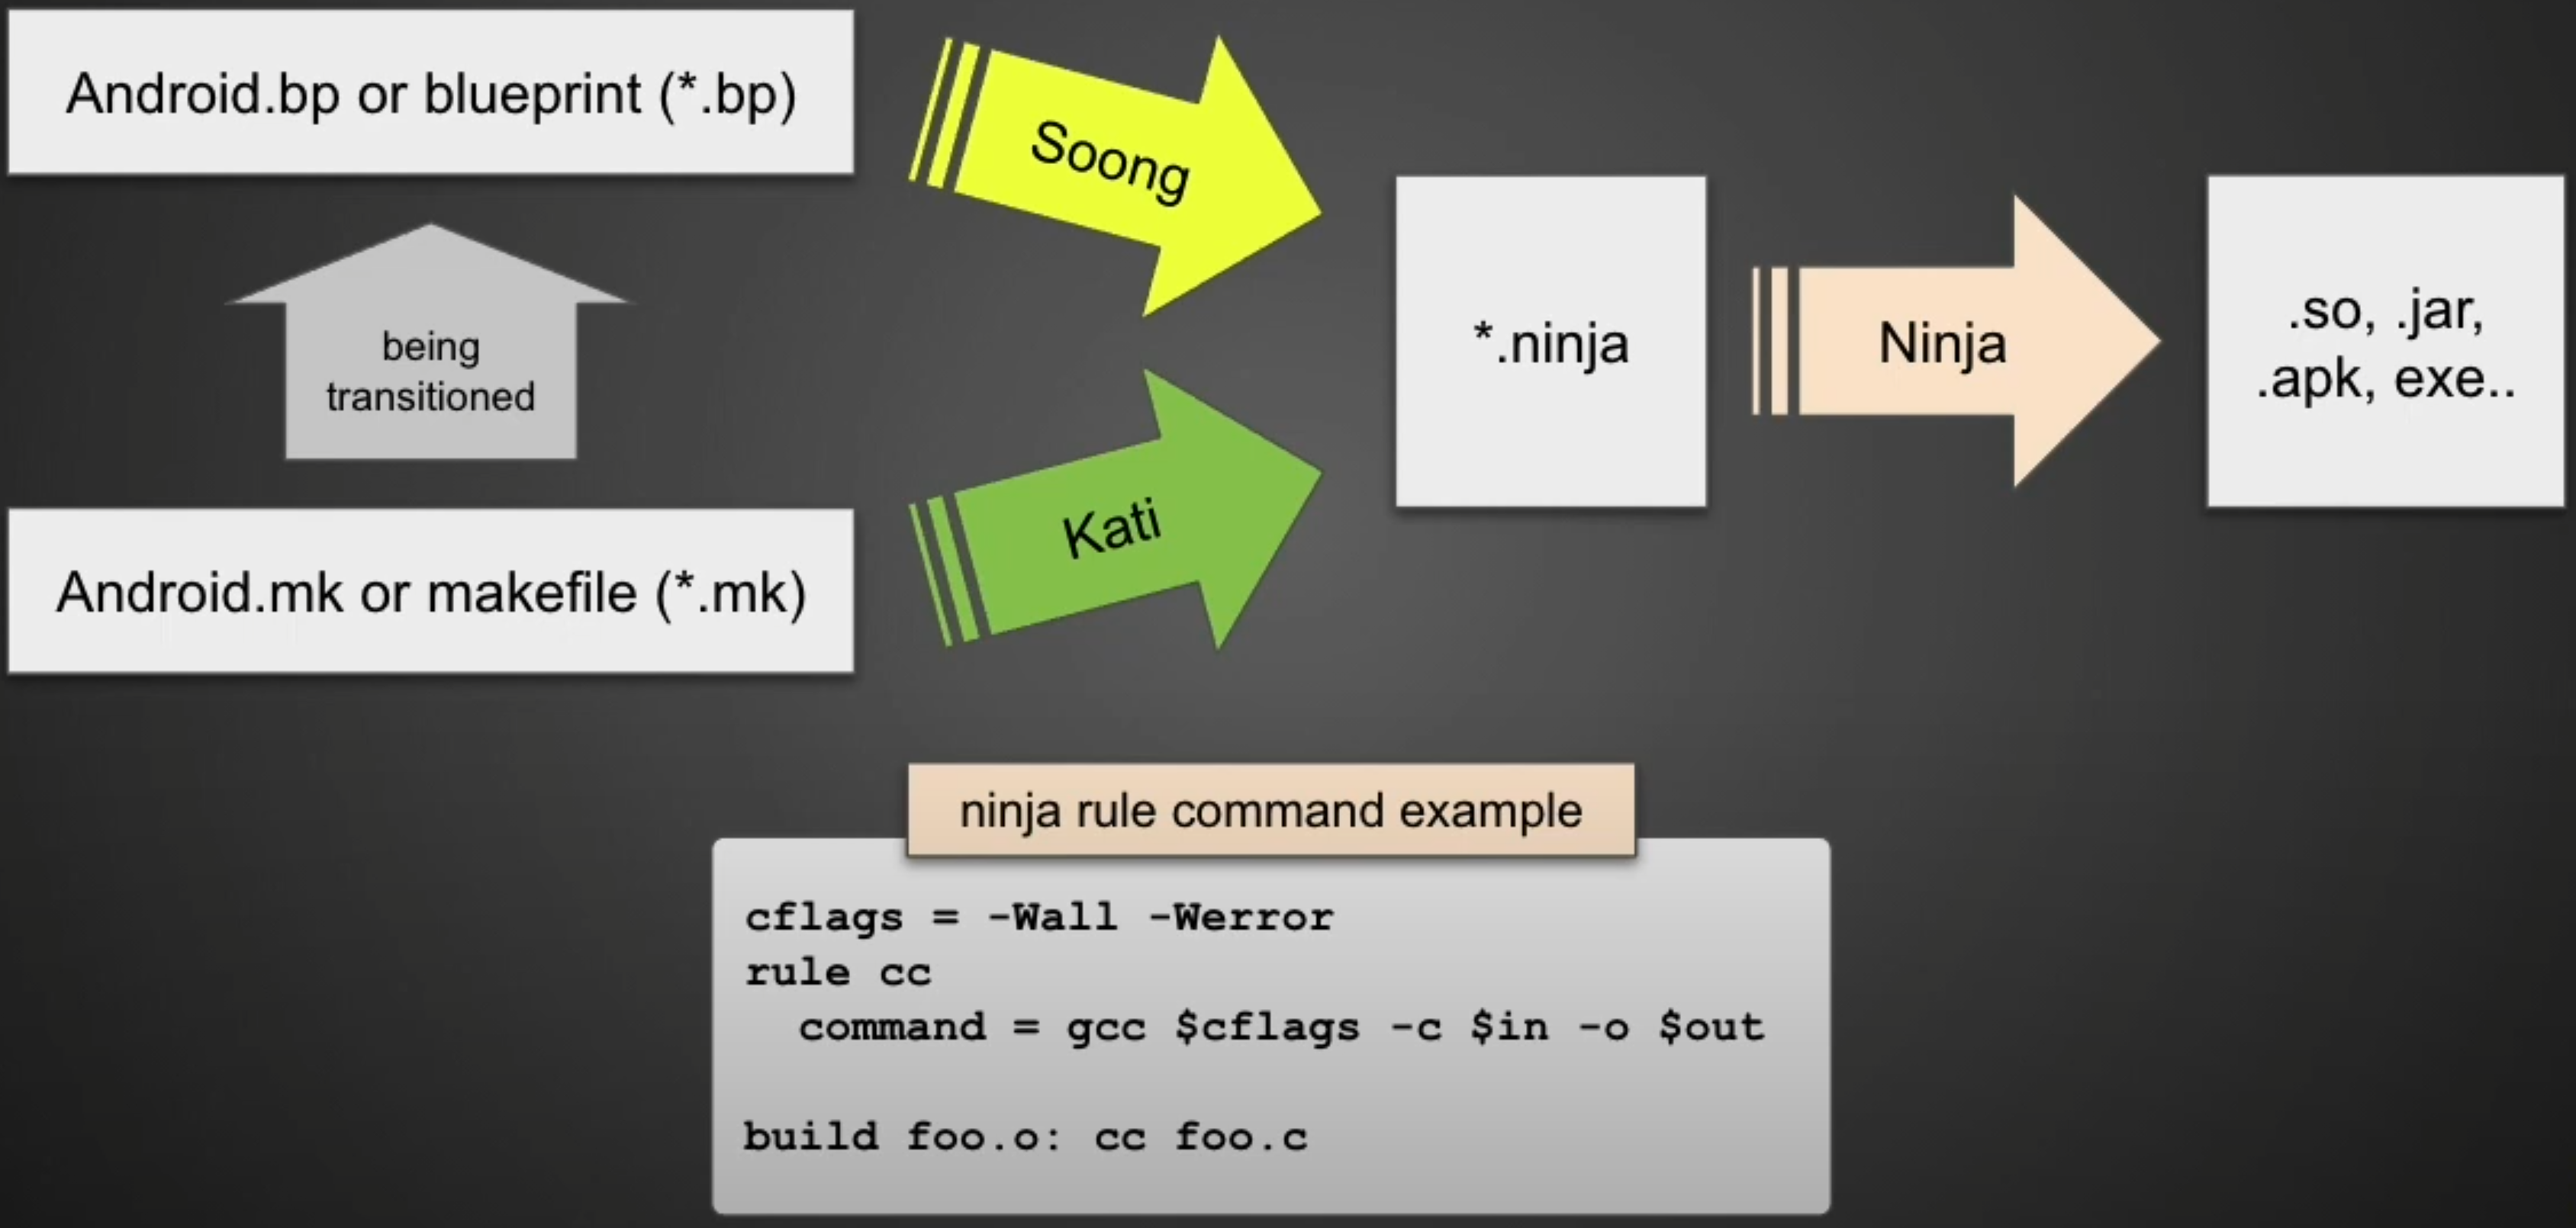 Android.bp or blueprint (*.bp)
Soong
being
transitioned
*.ninja
Ninja
.so, .jar,
.apk, exe..
Kati
Android.mk or makefile (*.mk)
ninja rule command example
cflags = -Wall -Werror
rule cc
  command = gcc $cflags -c $in -o $out
build foo.o: cc foo.c